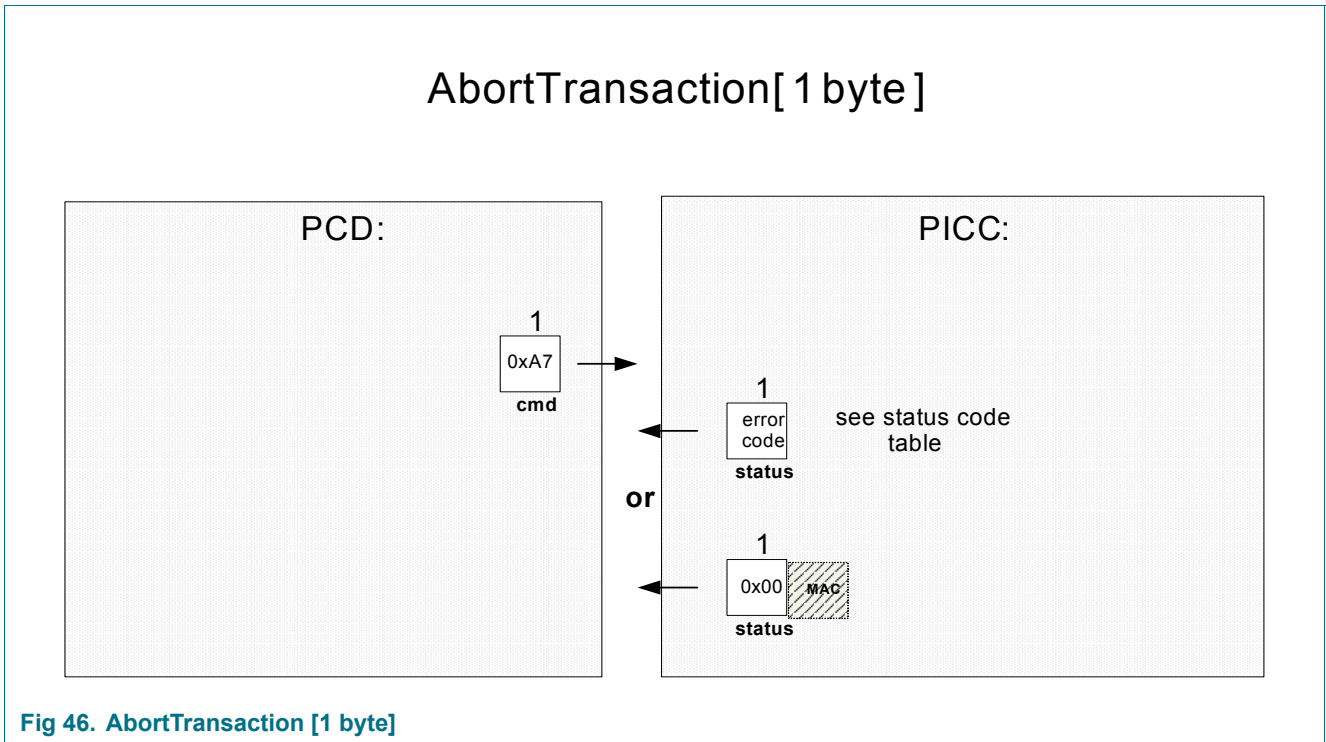 AbortTransaction[ 1 byte ]
PCD:
PICC:
1
0xA7
cmd
1
error
code
status
see status code
table
or
1
0x00
MAC
status
Fig 46. AbortTransaction [1 byte]